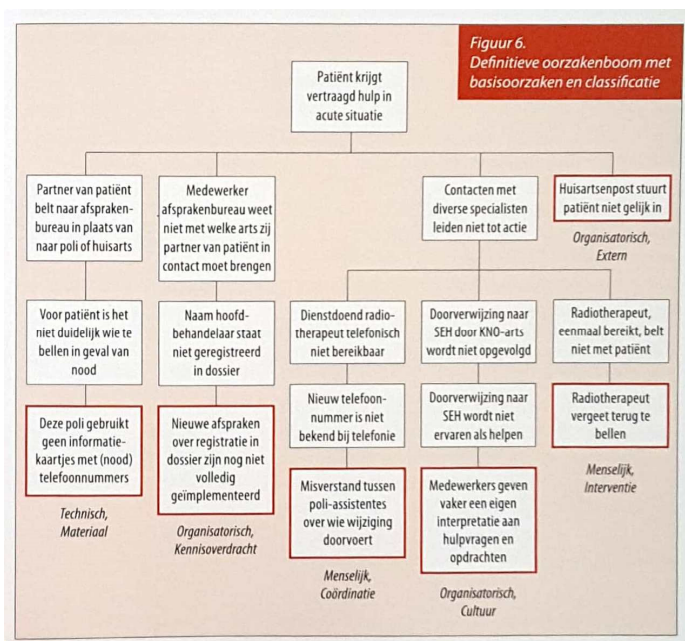 Figuur 6.
Definitieve oorzakenboom met
basisoorzaken en classificatie
Patiënt krijgt
vertraagd hulp in
acute situatie
Partner van patiënt
belt naar afspraken-
bureau in plaats van
naar poli of huisarts
Voor patiënt is het
niet duidelijk wie te
bellen in geval van
nood
Deze poli gebruikt
geen informatie-
kaartjes met (nood)
telefoonnummers
Technisch,
Materiaal
Medewerker
afsprakenbureau weet
niet met welke arts zij
partner van patiënt in
contact moet brengen
Naam hoofd-
behandelaar staat
niet geregistreerd
in dossier
Nieuwe afspraken
over registratie in
dossier zijn nog niet
volledig
geïmplementeerd
Organisatorisch,
Kennisoverdracht
Contacten met
diverse specialisten
leiden niet tot actie
Dienstdoend radio-
therapeut telefonisch
niet bereikbaar
Nieuw telefoon-
nummer is niet
bekend bij telefonie
Misverstand tussen
poli-assistentes
over wie wijziging
doorvoert
Menselijk,
Coördinatie
Doorverwijzing naar
SEH door KNO-arts
wordt niet opgevolgd
Doorverwijzing naar
SEH wordt niet
ervaren als helpen
Medewerkers geven
vaker een eigen
interpretatie aan
hulpvragen en
opdrachten
Organisatorisch,
Cultuur
Radiotherapeut,
eenmaal bereikt, belt
niet met patiënt
Radiotherapeut
vergeet terug te
bellen
Menselijk,
Interventie
Huisartsenpost stuurt
patiënt niet gelijk in
Organisatorisch,
Extern